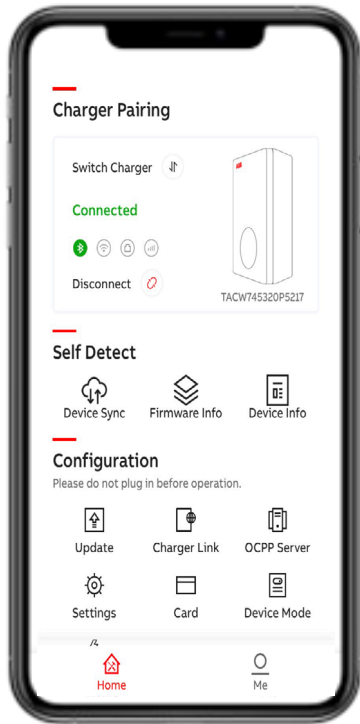 Charger Pairing
Switch Charger
Connected
Disconnect
TACW745320P5217
Self Detect
Device Sync Firmware Info Device Info
Configuration
Please do not plug in before operation.
Update Charger Link OCPP Server
Settings Card Device Mode
Home Me